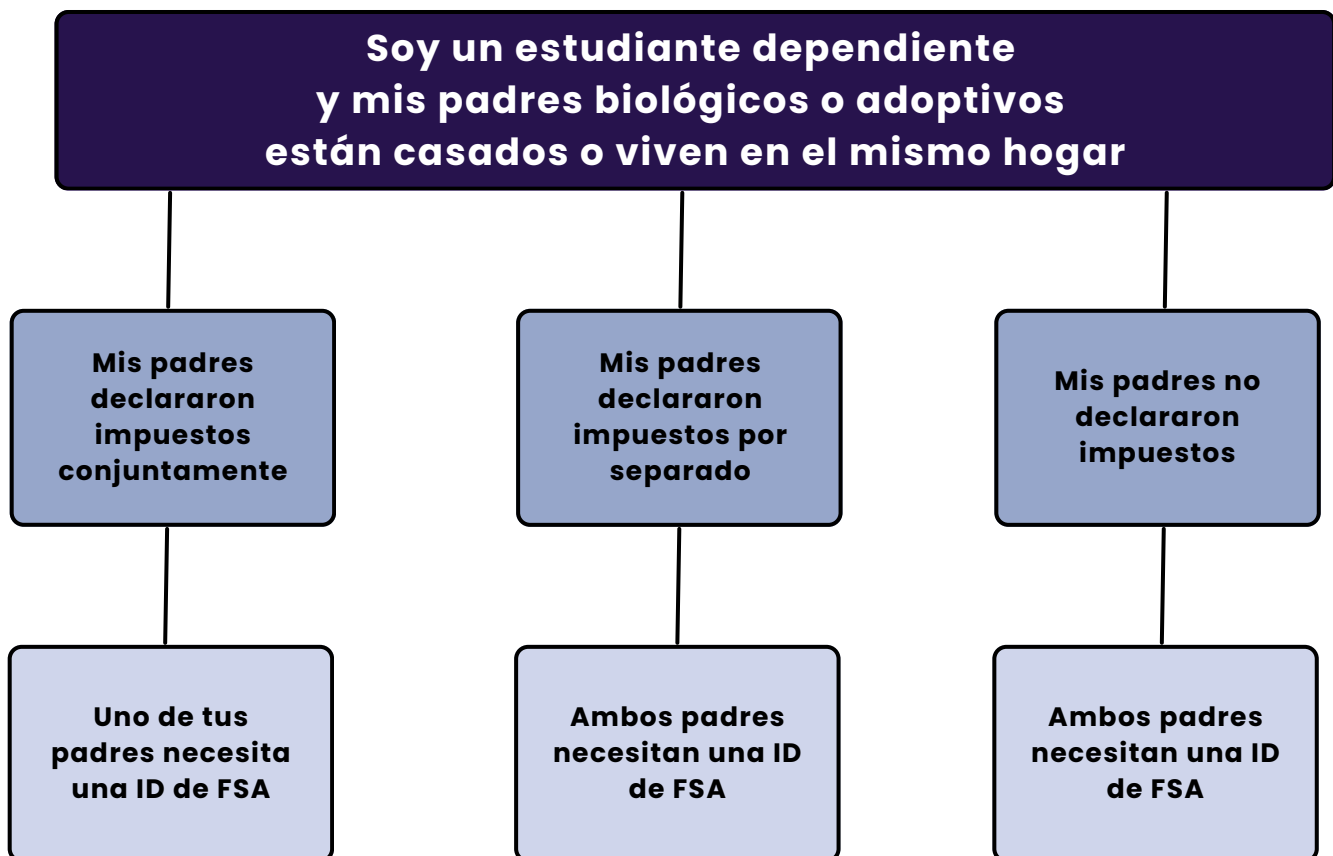 Soy un estudiante dependiente
y mis padres biológicos o adoptivos
están casados o viven en el mismo hogar
Mis padres
declararon
impuestos
conjuntamente
Mis padres
declararon
impuestos por
separado
Mis padres no
declararon
impuestos
Uno de tus
padres necesita
una ID de FSA
Ambos padres
necesitan una ID
de FSA
Ambos padres
necesitan una ID
de FSA